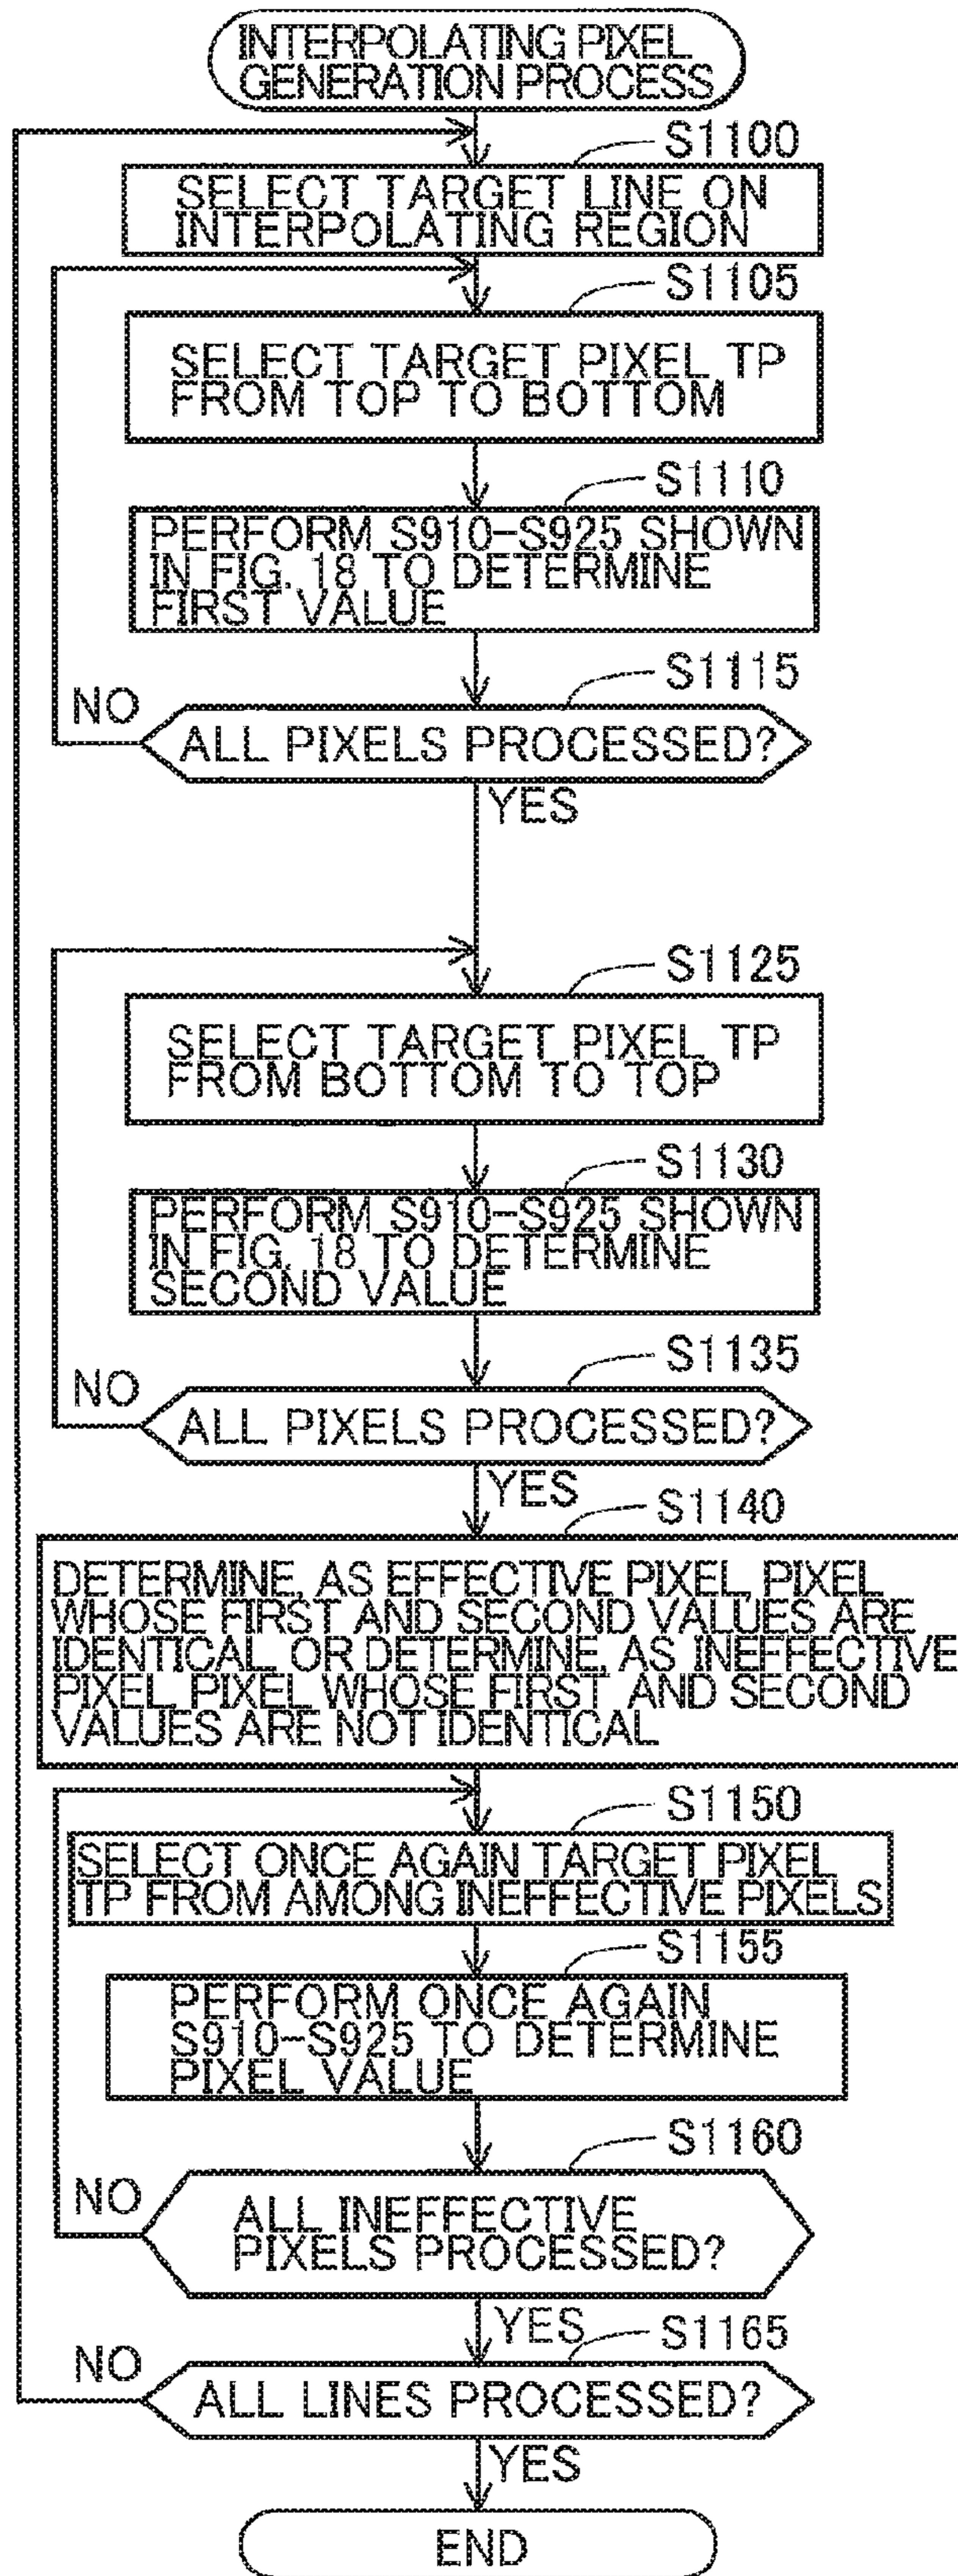 INTERPOLATING PIXEL
GENERATION PROCESS
S1100
SELECT TARGET LINE ON
INTERPOLATING REGION
S1105
SELECT TARGET PIXEL TP
FROM TOP TO BOTTOM
S1110
PERFORM S910-S925 SHOWN
IN FIG. 18 TO DETERMINE
FIRST VALUE
S1115
NO
ALL PIXELS PROCESSED?
YES
S1125
SELECT TARGET PIXEL TP
FROM BOTTOM TO TOP
S1130
PERFORM S910-S925 SHOWN
IN FIG. 18 TO DETERMINE
SECOND VALUE
S1135
NO
ALL PIXELS PROCESSED?
YES
S1140
DETERMINE, AS EFFECTIVE PIXEL, PIXEL
WHOSE FIRST AND SECOND VALUES ARE
IDENTICAL, OR DETERMINE, AS INEFFECTIVE
PIXEL, PIXEL WHOSE FIRST AND SECOND
VALUES ARE NOT IDENTICAL
S1150
SELECT ONCE AGAIN TARGET PIXEL
TP FROM AMONG INEFFECTIVE PIXELS
S1155
PERFORM ONCE AGAIN
S910-S925 TO DETERMINE
PIXEL VALUE
S1160
NO
ALL INEFFECTIVE
PIXELS PROCESSED?
YES
S1165
NO
ALL LINES PROCESSED?
YES
END